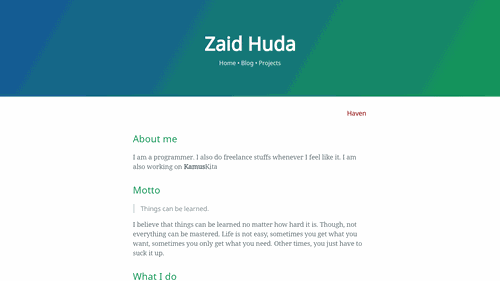 Zaid Huda
Home • Blog • Projects
Haven
About me
I am a programmer. I also do freelance stuffs whenever I feel like it. I am
also working on KamusKita
Motto
Things can be learned.
I believe that things can be learned no matter how hard it is. Though, not
everything can be mastered. Life is not easy, sometimes you get what you
want, sometimes you only get what you need. Other times, you just have to
suck it up.
What I do